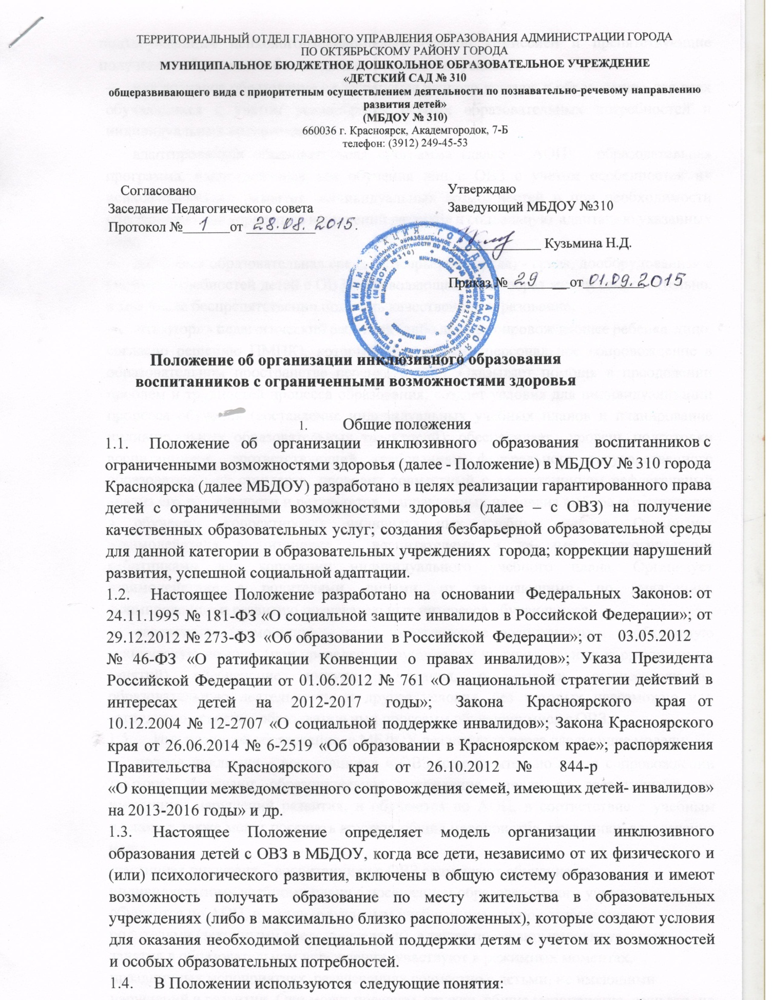 ТЕРРИТОРИАЛЬНЫЙ ОТДЕЛ ГЛАВНОГО УПРАВЛЕНИЯ ОБРАЗОВАНИЯ АДМИНИСТРАЦИИ ГОРОДА
ПО ОКТЯБРЬСКОМУ РАЙОНУ ГОРОДА
МУНИЦИПАЛЬНОЕ БЮДЖЕТНОЕ ДОШКОЛЬНОЕ ОБРАЗОВАТЕЛЬНОЕ УЧРЕЖДЕНИЕ
«ДЕТСКИЙ САД № 310
общеразвивающего вида с приоритетным осуществлением деятельности по познавательно-речевому направлению
развития детей»
(МБДОУ № 310)
660036 г. Красноярск, Академгородок, 7-Б
телефон: (3912) 249-45-53
Согласовано
Заседание Педагогического совета
Протокол № 1 от 28.08. 2015.
Утверждаю
Заведующий МБДОУ №310
Кузьмина Н.Д.
Приказ № 29 от 01.09.2015
Положение об организации инклюзивного образования
воспитанников с ограниченными возможностями здоровья
1. Общие положения
1.1. Положение об организации инклюзивного образования воспитанников с
ограниченными возможностями здоровья (далее - Положение) в МБДОУ № 310 города
Красноярска (далее МБДОУ) разработано в целях реализации гарантированного права
детей с ограниченными возможностями здоровья (далее – с ОВЗ) на получение
качественных образовательных услуг; создания безбарьерной образовательной среды
для данной категории в образовательных учреждениях города; коррекции нарушений
развития, успешной социальной адаптации.
1.2. Настоящее Положение разработано на основании Федеральных Законов: от
24.11.1995 № 181-ФЗ «О социальной защите инвалидов в Российской Федерации»; от
29.12.2012 № 273-ФЗ «Об образовании в Российской Федерации»; от 03.05.2012
№ 46-ФЗ «О ратификации Конвенции о правах инвалидов»; Указа Президента
Российской Федерации от 01.06.2012 № 761 «О национальной стратегии действий в
интересах детей на 2012-2017 годы»; Закона Красноярского края от
10.12.2004 № 12-2707 «О социальной поддержке инвалидов»; Закона Красноярского
края от 26.06.2014 № 6-2519 «Об образовании в Красноярском крае»; распоряжения
Правительства Красноярского края от 26.10.2012 № 844-р
«О концепции межведомственного сопровождения семей, имеющих детей- инвалидов»
на 2013-2016 годы» и др.
1.3. Настоящее Положение определяет модель организации инклюзивного
образования детей с ОВЗ в МБДОУ, когда все дети, независимо от их физического и
(или) психологического развития, включены в общую систему образования и имеют
возможность получать образование по месту жительства в образовательных
учреждениях (либо в максимально близко расположенных), которые создают условия
для оказания необходимой специальной поддержки детям с учетом их возможностей
и особых образовательных потребностей.
1.4. В Положении используются следующие понятия: